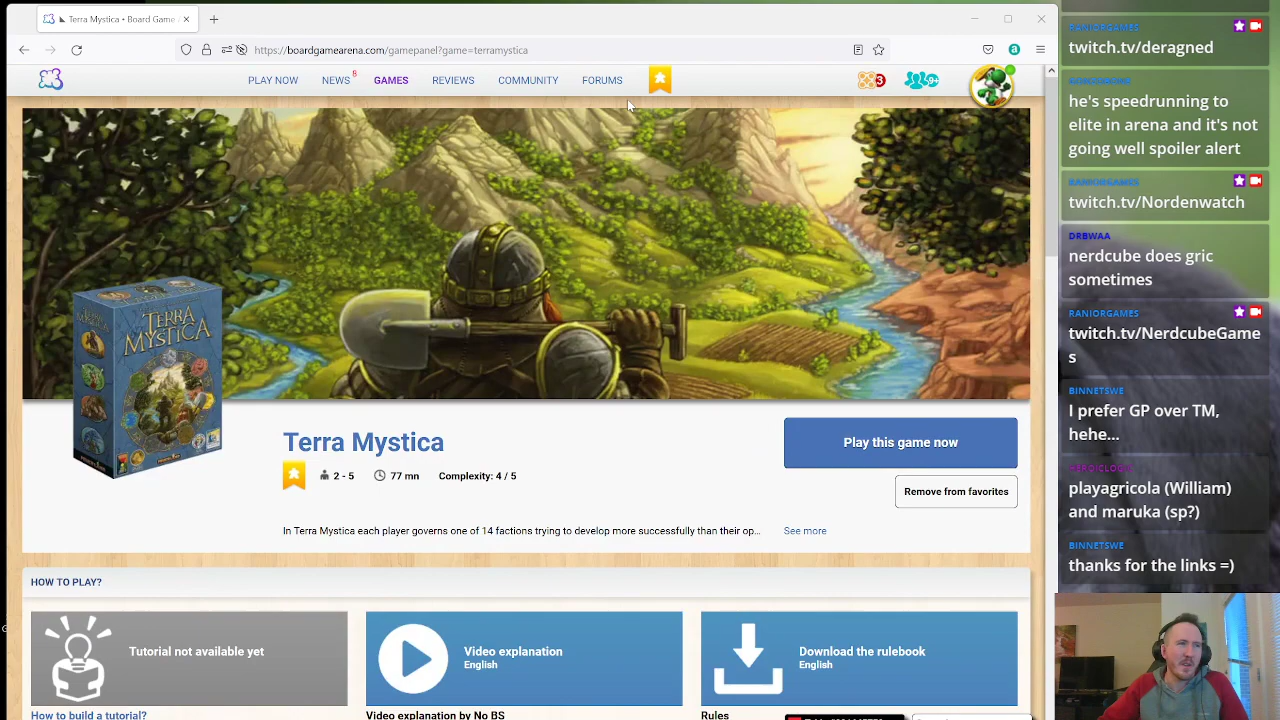 Terra Mystica • Board Game A
https://boardgamearena.com/gamepanel?game=terramystica
PLAY NOW
NEWS
8
GAMES
REVIEWS
COMMUNITY
FORUMS
3
9+
TERRA
MYSTICA
Terra Mystica
2 - 5
77 mn
Complexity: 4 / 5
Play this game now
Remove from favorites
In Terra Mystica each player governs one of 14 factions trying to develop more successfully than their op...
See more
HOW TO PLAY?
Tutorial not available yet
Video explanation
English
Download the rulebook
English
How to build a tutorial?
Video explanation by No BS
Rules
RANIORGAMES
twitch.tv/deragned
he's speedrunning to
elite in arena and it's not
going well spoiler alert
RANIORGAMES
twitch.tv/Nordenwatch
DRBWAA
nerdcube does gric
sometimes
RANIORGAMES
twitch.tv/NerdcubeGame
s
BINNETSWE
I prefer GP over TM,
hehe...
playagricola (William)
and maruka (sp?)
BINNETSWE
thanks for the links =)